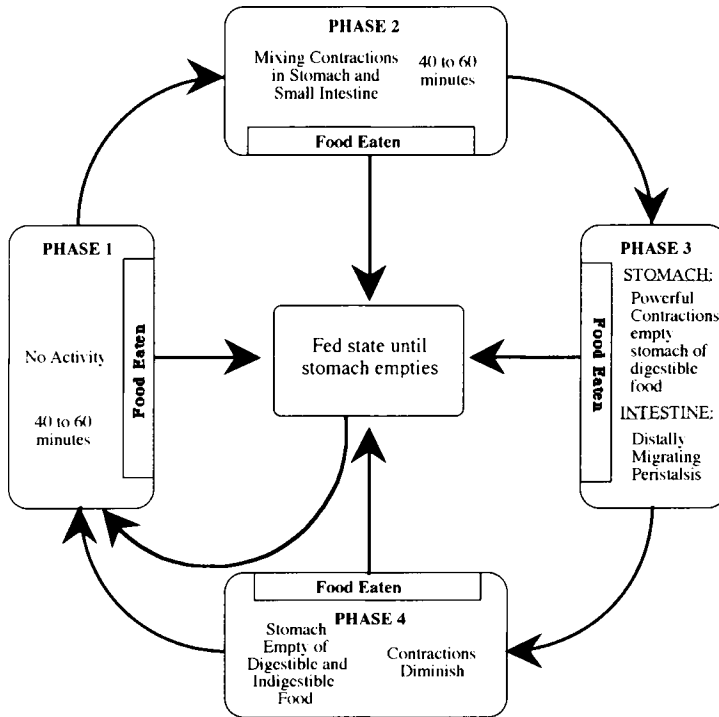 PHASE 2
Mixing Contractions
in Stomach and
Small Intestine
40 to 60
minutes
Food Eaten
PHASE 1
No Activity
40 to 60
minutes
Food Eaten
Fed state until
stomach empties
PHASE 3
STOMACH:
Powerful
Contractions
empty
stomach of
digestible
food
INTESTINE:
Distally
Migrating
Peristalsis
Food Eaten
Food Eaten
PHASE 4
Stomach
Empty of
Digestible and
Indigestible
Food
Contractions
Diminish